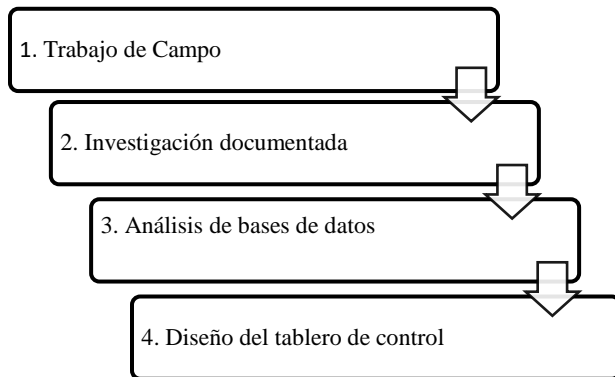 1. Trabajo de Campo
2. Investigación documentada
3. Análisis de bases de datos
4. Diseño del tablero de control